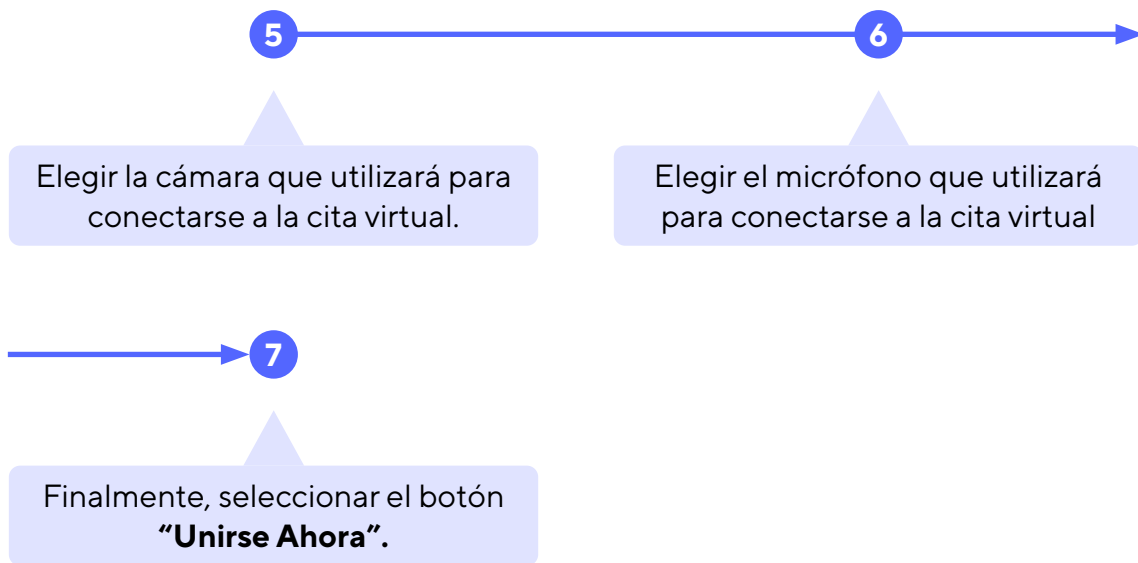 5
6
Elegir la cámara que utilizará para
conectarse a la cita virtual.
Elegir el micrófono que utilizará
para conectarse a la cita virtual
7
Finalmente, seleccionar el botón
“Unirse Ahora”.